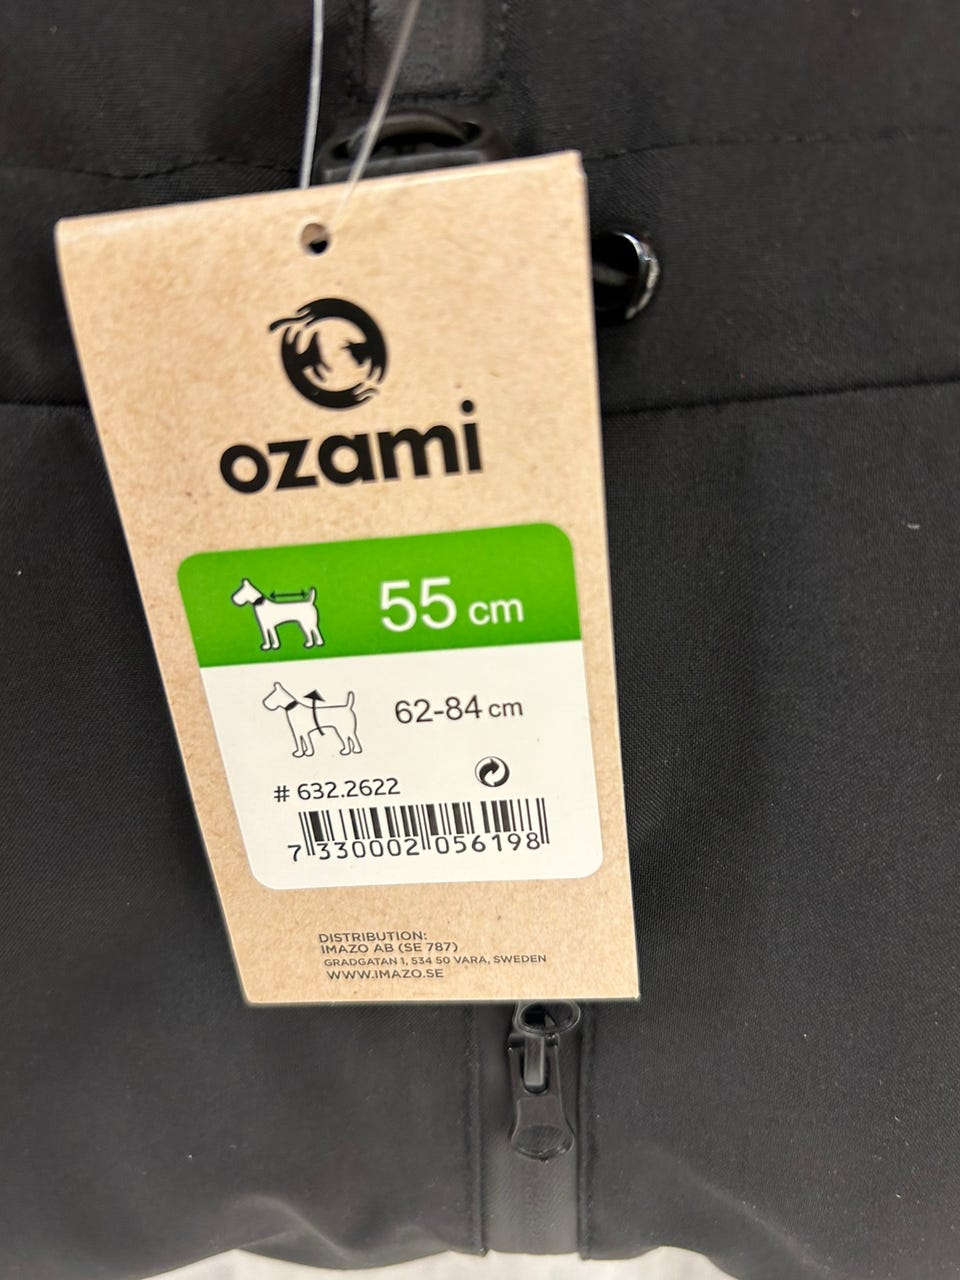 ozami
55 cm
62-84 cm
# 632.2622
7 330002 056198
DISTRIBUTION:
IMAZO AB (SE 787)
GRADGATAN 1, 534 50 VARA, SWEDEN
WWW.IMAZO.SE